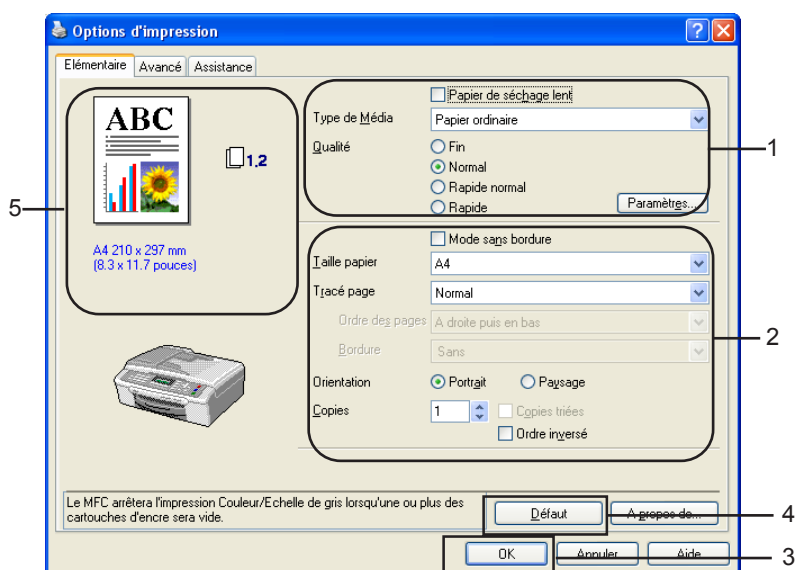 Options d'impression
Elémentaire Avancé Assistance
ABC
1.2
A4 210 x 297 mm
(8.3 x 11.7 pouces)
Papier de séchage lent
Type de Média Papier ordinaire
Qualité
Fin
Normal
Rapide normal
Rapide
Paramètres...
Mode sans bordure
Taille papier A4
Tracé page Normal
Ordre des pages A droite puis en bas
Bordure Sans
Orientation Portrait Paysage
Copies 1 Copies triées
Ordre inversé
Le MFC arrêtera l'impression Couleur/Echelle de gris lorsqu'une ou plus des
cartouches d'encre sera vide.
Défaut A propos de...
OK Annuler Aide
1
2
3
4
5